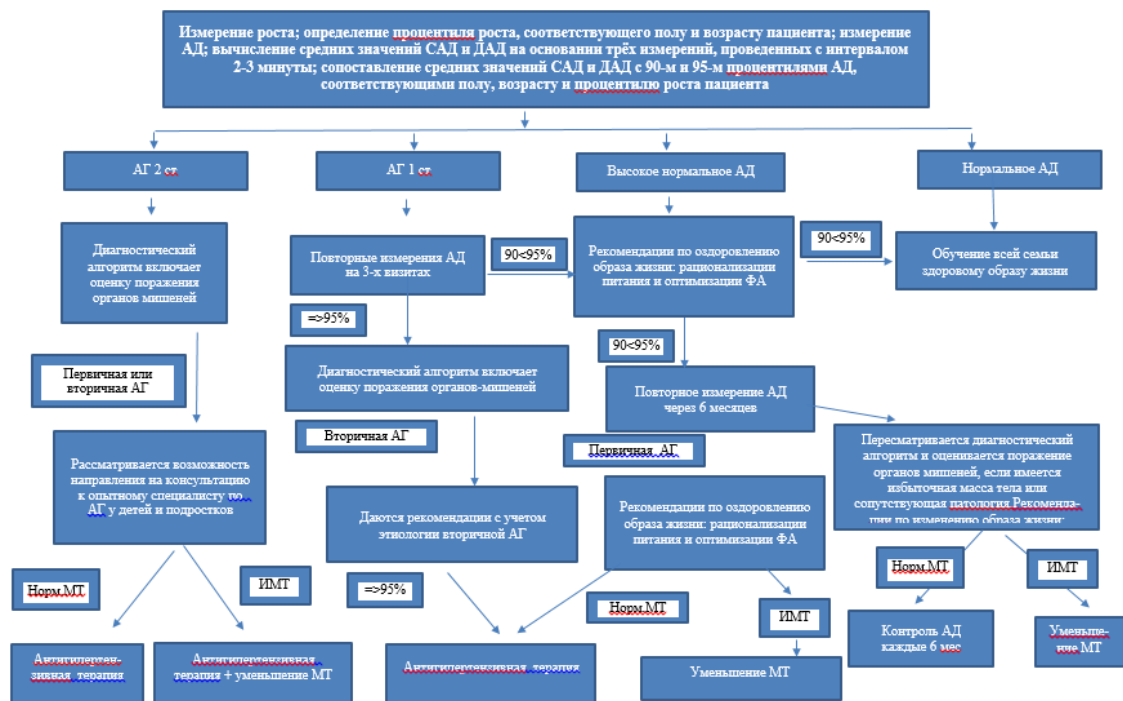 Измерение роста; определение процентиля роста, соответствующего полу и возрасту пациента; измерение
АД; вычисление средних значений САД и ДАД на основании трёх измерений, проведенных с интервалом
2-3 минуты; сопоставление средних значений САД и ДАД с 90-м и 95-м процентилями АД,
соответствующими полу, возрасту и процентилю роста пациента
АГ 2 ст
АГ 1 ст
Высокое нормальное АД
Нормальное АД
Диагностический
алгоритм включает
оценку поражения
органов мишеней
Повторные измерения АД
на 3-х визитах
90<95%
Рекомендации по оздоровлению
образа жизни: рационализации
питания и оптимизации ФА
90<95%
Обучение всей семьи
здоровому образу жизни
=>95%
90<95%
Первичная или
вторичная АГ
Диагностический алгоритм включает
оценку поражения органов-мишеней
Повторное измерение АД
через 6 месяцев
Вторичная АГ
Первичная АГ
Рассматривается возможность
направления на консультацию
к опытному специалисту по
АГ у детей и подростков
Даются рекомендации с учетом
этиологии вторичной АГ
Рекомендации по оздоровлению
образа жизни: рационализации
питания и оптимизации ФА
Пересматривается диагностический
алгоритм и оценивается поражение
органов мишеней, если имеется
избыточная масса тела или
сопутствующая патология Рекоменда-
ции по изменению образа жизни:
Норм.МТ
ИМТ
=>95%
Норм.МТ
ИМТ
Норм.МТ
ИМТ
Антигипертен-
зивная терапия
Антигипертензивная
терапия + уменьшение МТ
Антигипертензивная терапия
Уменьшение МТ
Контроль АД
каждые 6 мес
Уменьше-
ние МТ